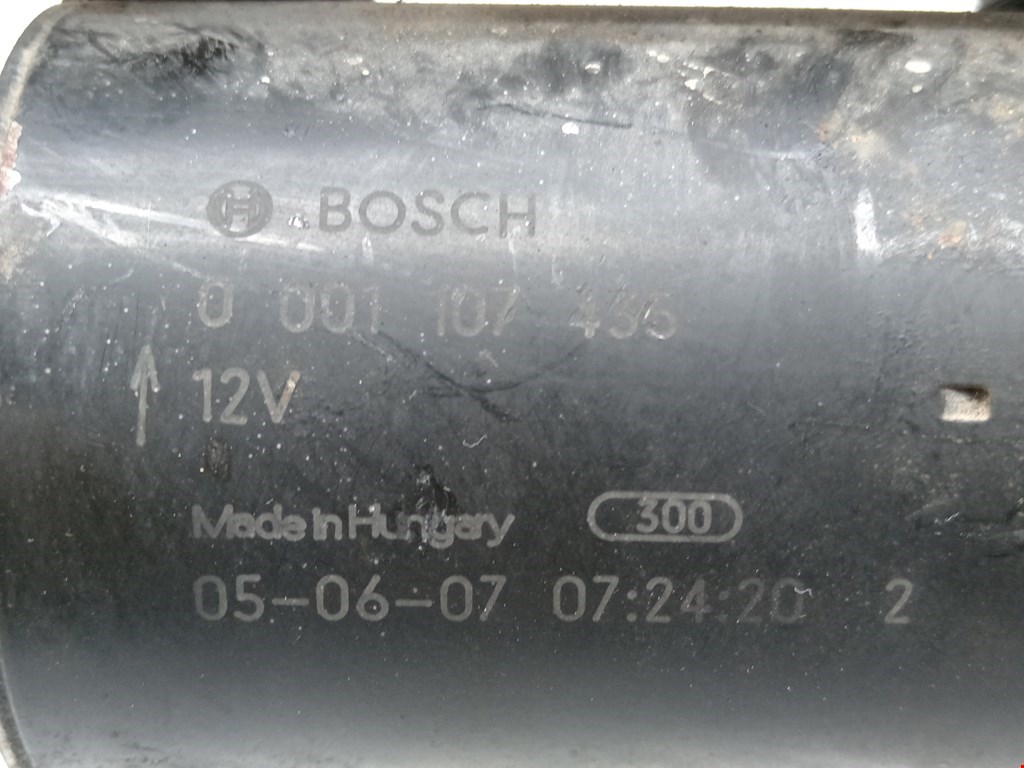 BOSCH
0 001 107 435
12V
Made in Hungary 300
05-06-07 07:24:20 2